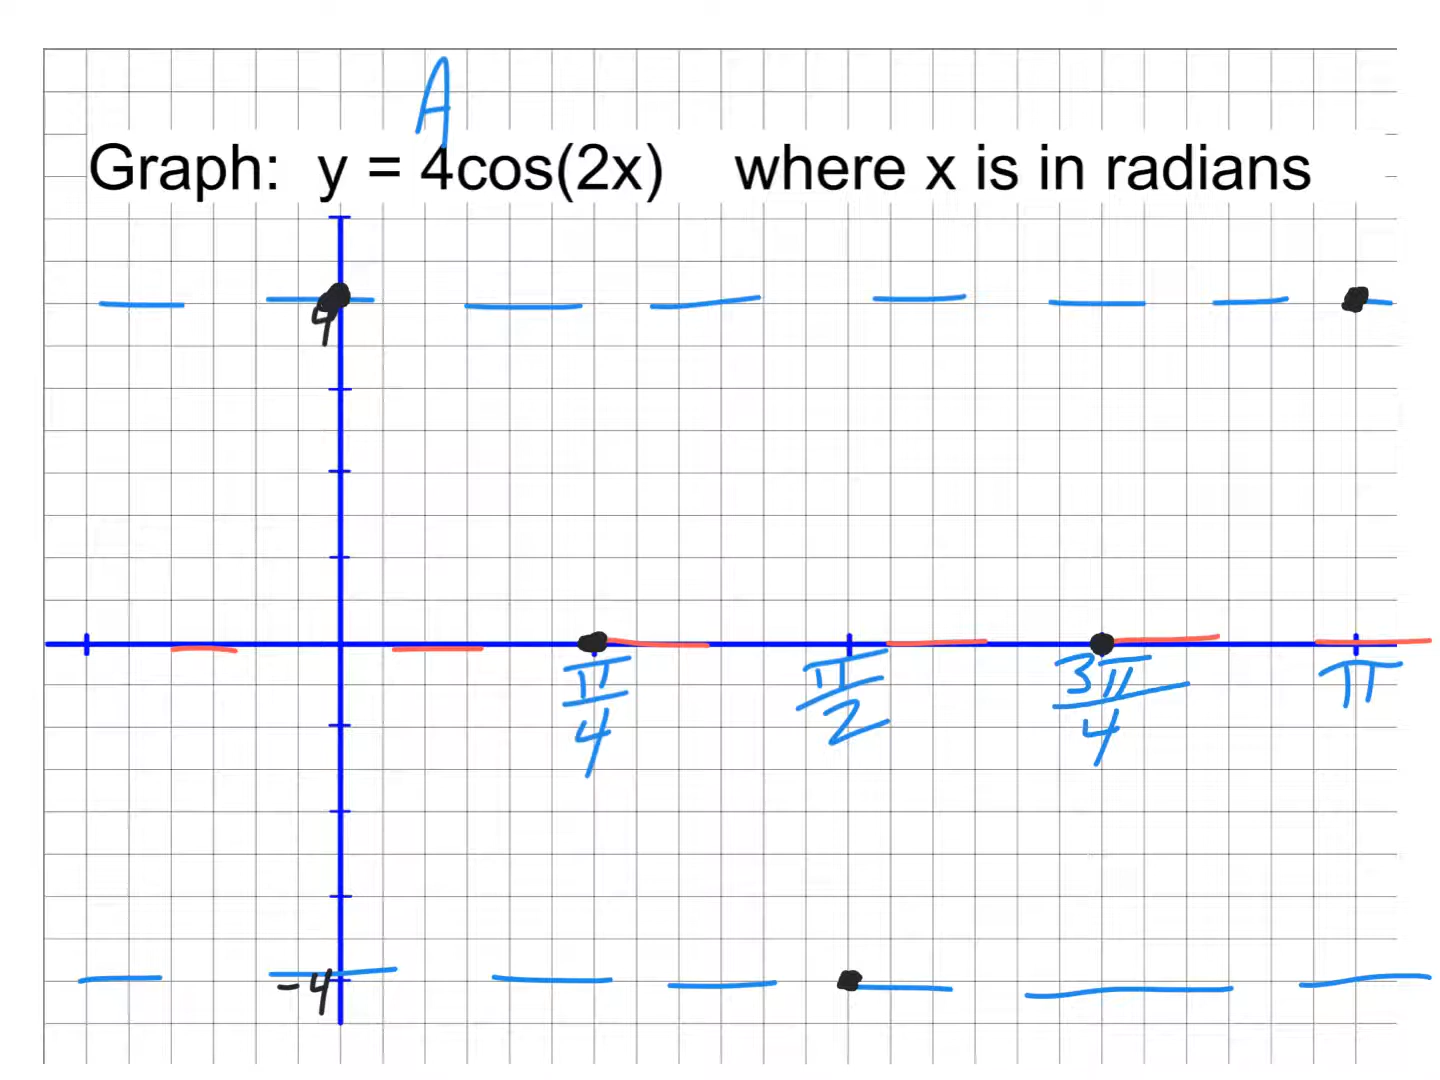 A
Graph: y = 4cos(2x) where x is in radians
4
π/4 π/2 3π/4 π
-4